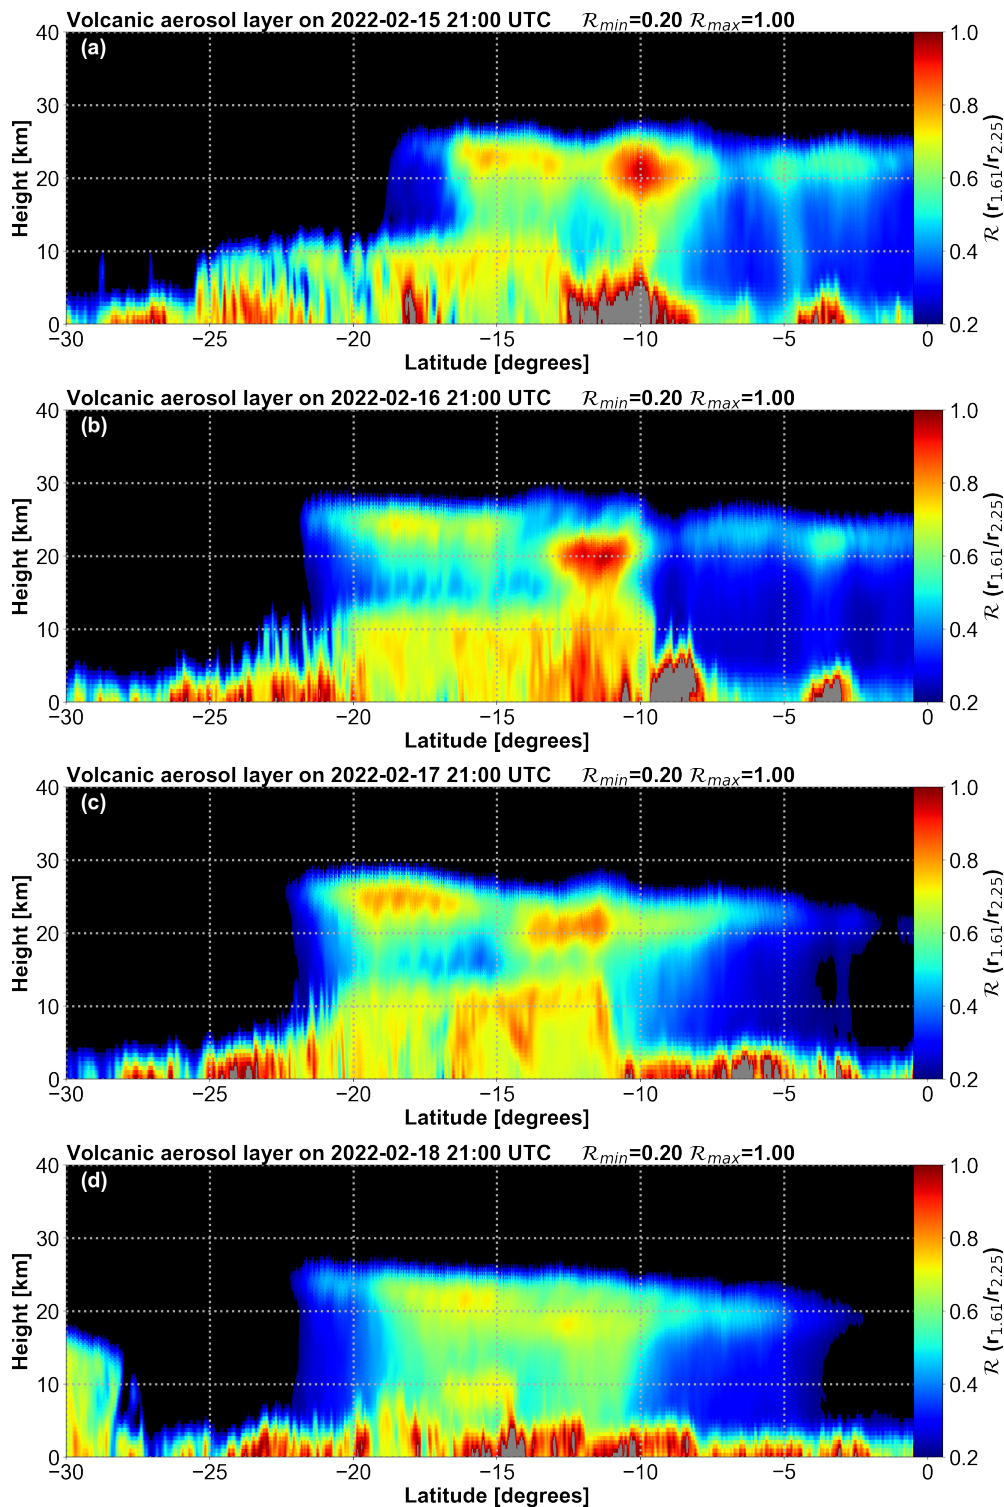 Volcanic aerosol layer on 2022-02-15 21:00 UTC ℛmin=0.20 ℛmax=1.00
(a)
40
30
20
10
0
Height [km]
−30 −25 −20 −15 −10 −5 0
Latitude [degrees]
1.0
0.8
0.6
0.4
0.2
ℛ (r1.61/r2.25)
Volcanic aerosol layer on 2022-02-16 21:00 UTC ℛmin=0.20 ℛmax=1.00
(b)
40
30
20
10
0
Height [km]
−30 −25 −20 −15 −10 −5 0
Latitude [degrees]
1.0
0.8
0.6
0.4
0.2
ℛ (r1.61/r2.25)
Volcanic aerosol layer on 2022-02-17 21:00 UTC ℛmin=0.20 ℛmax=1.00
(c)
40
30
20
10
0
Height [km]
−30 −25 −20 −15 −10 −5 0
Latitude [degrees]
1.0
0.8
0.6
0.4
0.2
ℛ (r1.61/r2.25)
Volcanic aerosol layer on 2022-02-18 21:00 UTC ℛmin=0.20 ℛmax=1.00
(d)
40
30
20
10
0
Height [km]
−30 −25 −20 −15 −10 −5 0
Latitude [degrees]
1.0
0.8
0.6
0.4
0.2
ℛ (r1.61/r2.25)